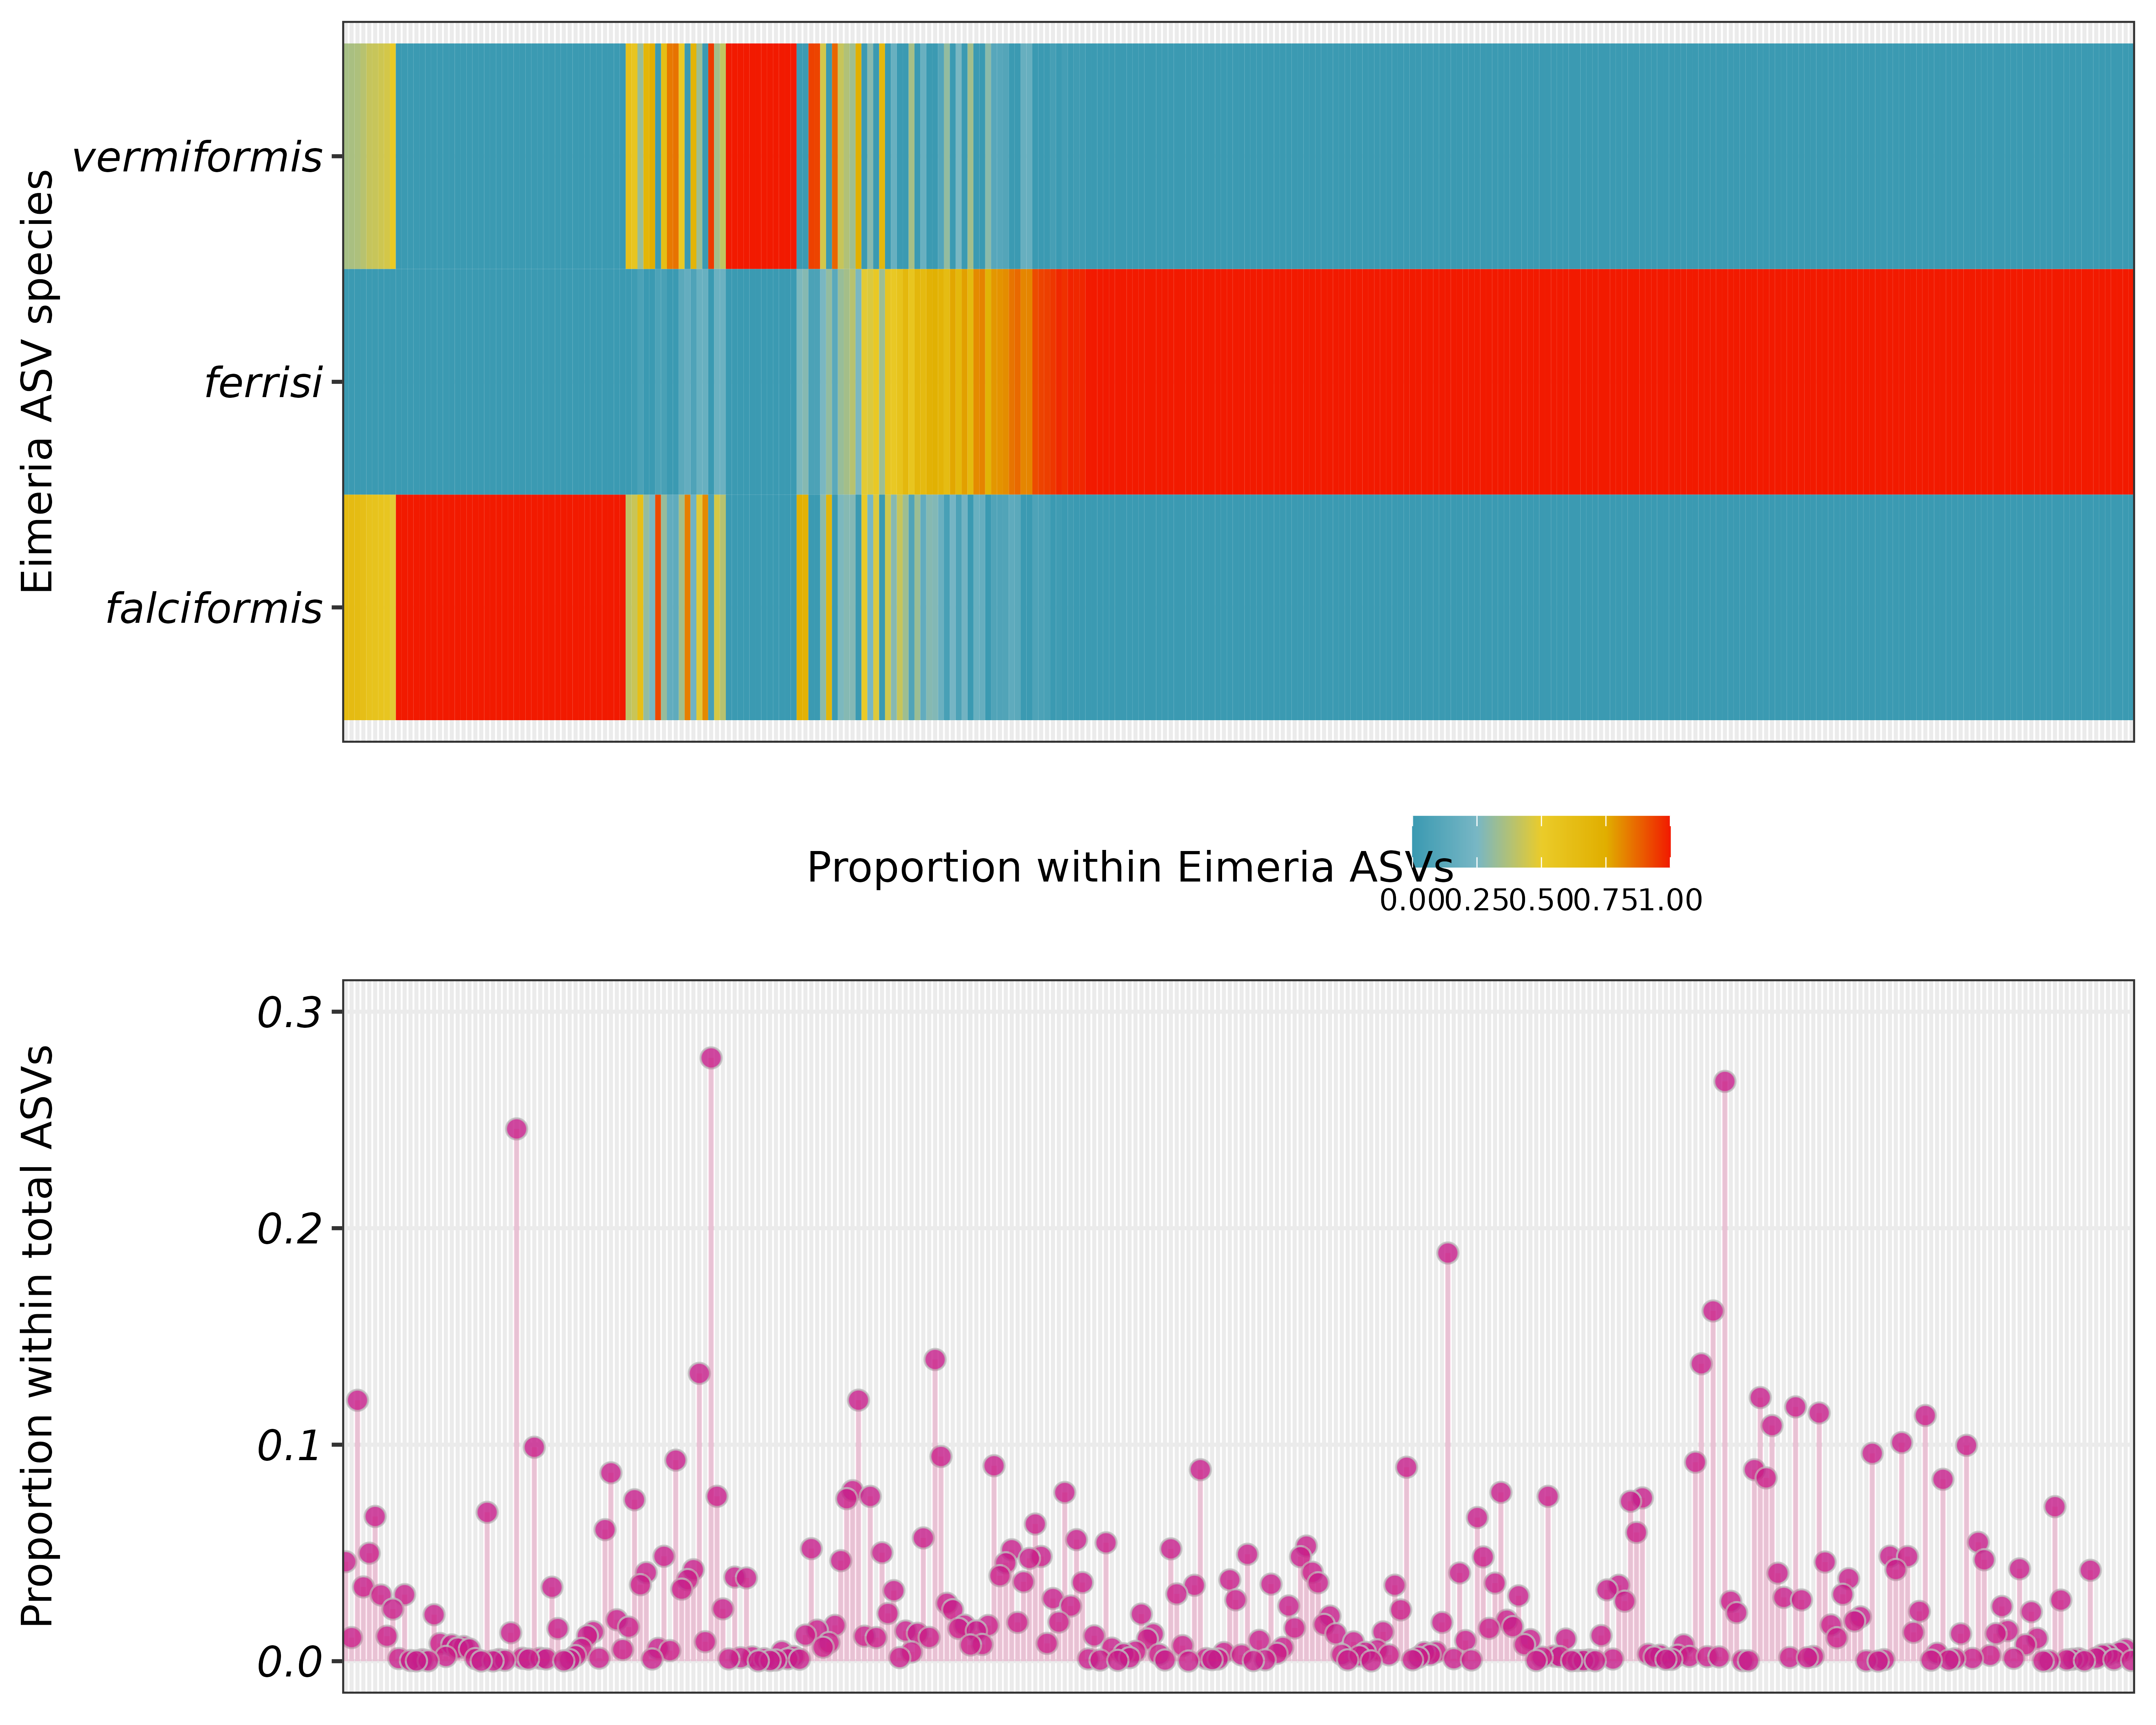 Eimeria ASV species
vermiformis
ferrisi
falciformis
Proportion within Eimeria ASVs
0.00 0.25 0.50 0.75 1.00
Proportion within total ASVs
0.3
0.2
0.1
0.0